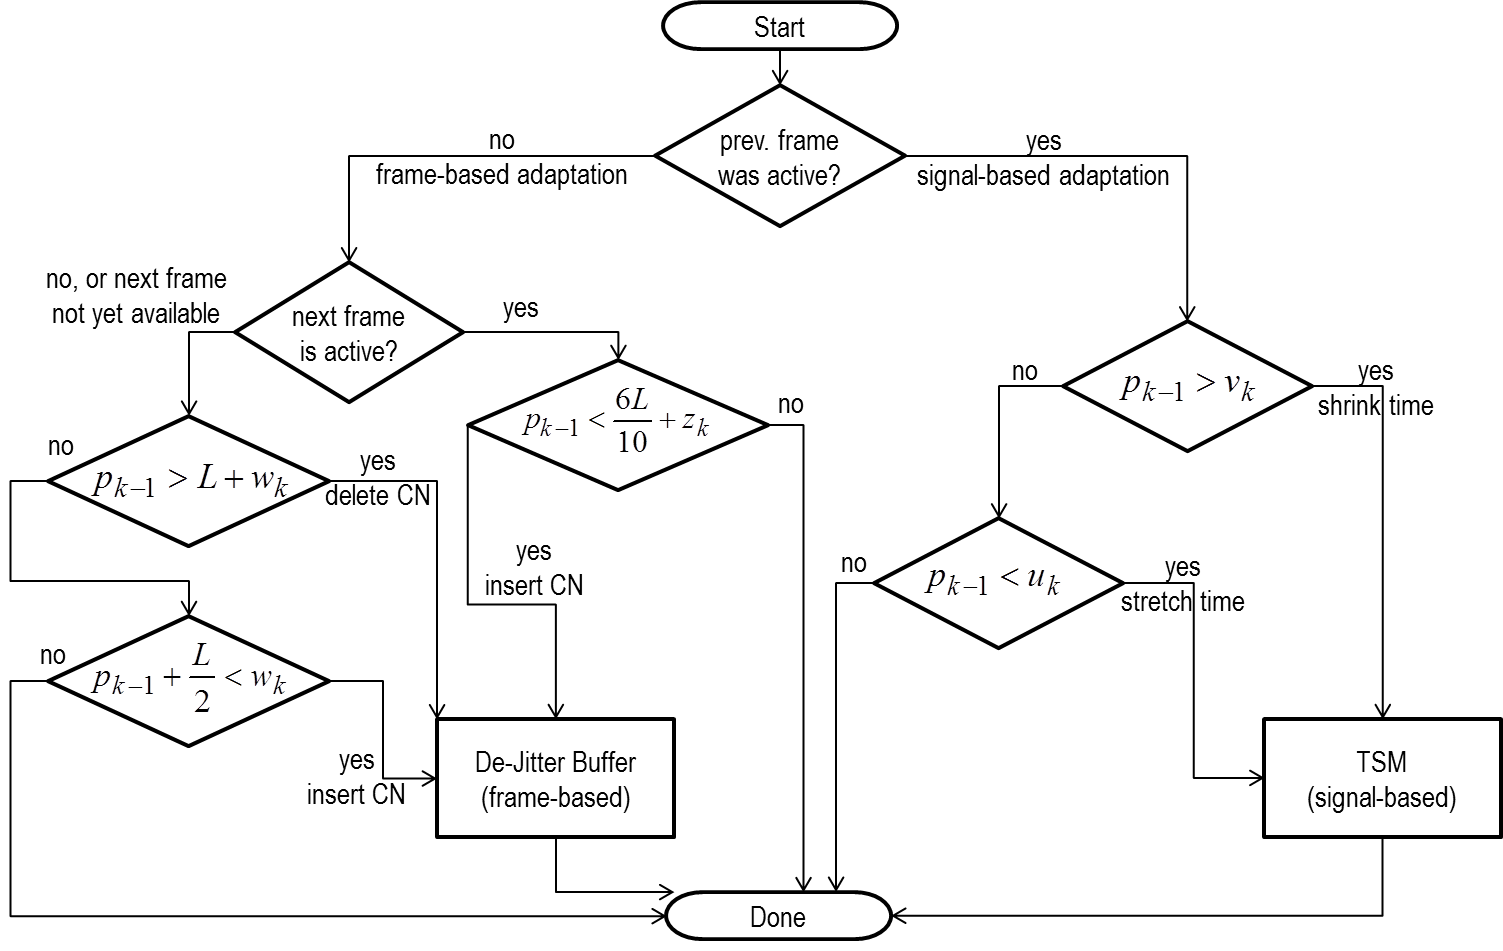 Start
prev. frame
was active?
no
frame-based adaptation
yes
signal-based adaptation
no, or next frame
not yet available
next frame
is active?
yes
p_{k-1} < 6L/10 + z_k
no
no
p_{k-1} > v_k
yes
shrink time
no
p_{k-1} > L + w_k
yes
delete CN
yes
insert CN
no
p_{k-1} < u_k
yes
stretch time
no
p_{k-1} + L/2 < w_k
yes
insert CN
De-Jitter Buffer
(frame-based)
TSM
(signal-based)
Done